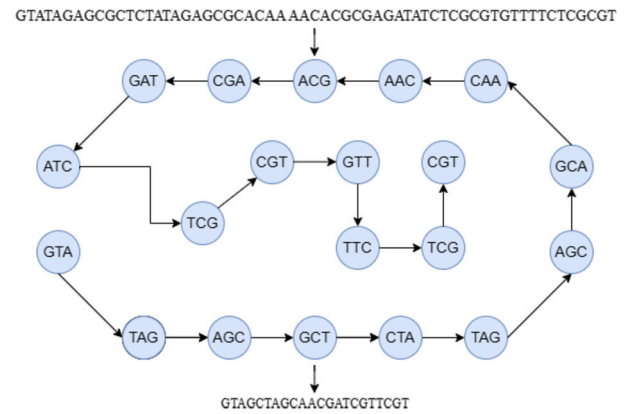 GTATAGAGCGCTCTATAGAGCGCACAA AACACGCGAGATATCTCGCGTGTTTTCTCGCGT
GAT CGA ACG AAC CAA
ATC CGT GTT CGT GCA
TCG
GTA TTC TCG AGC
TAG AGC GCT CTA TAG
GTAGCTAGCAACGATCGTTCGT